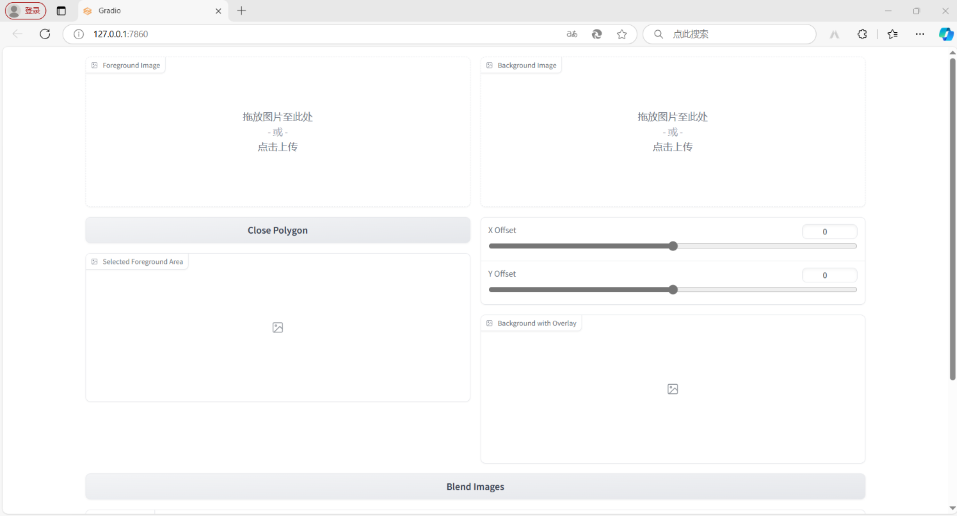 登录
Gradio
127.0.0.1:7860
点此搜索
Foreground Image
拖放图片至此处
- 或 -
点击上传
Background Image
拖放图片至此处
- 或 -
点击上传
Close Polygon
X Offset
0
Y Offset
0
Selected Foreground Area
Background with Overlay
Blend Images